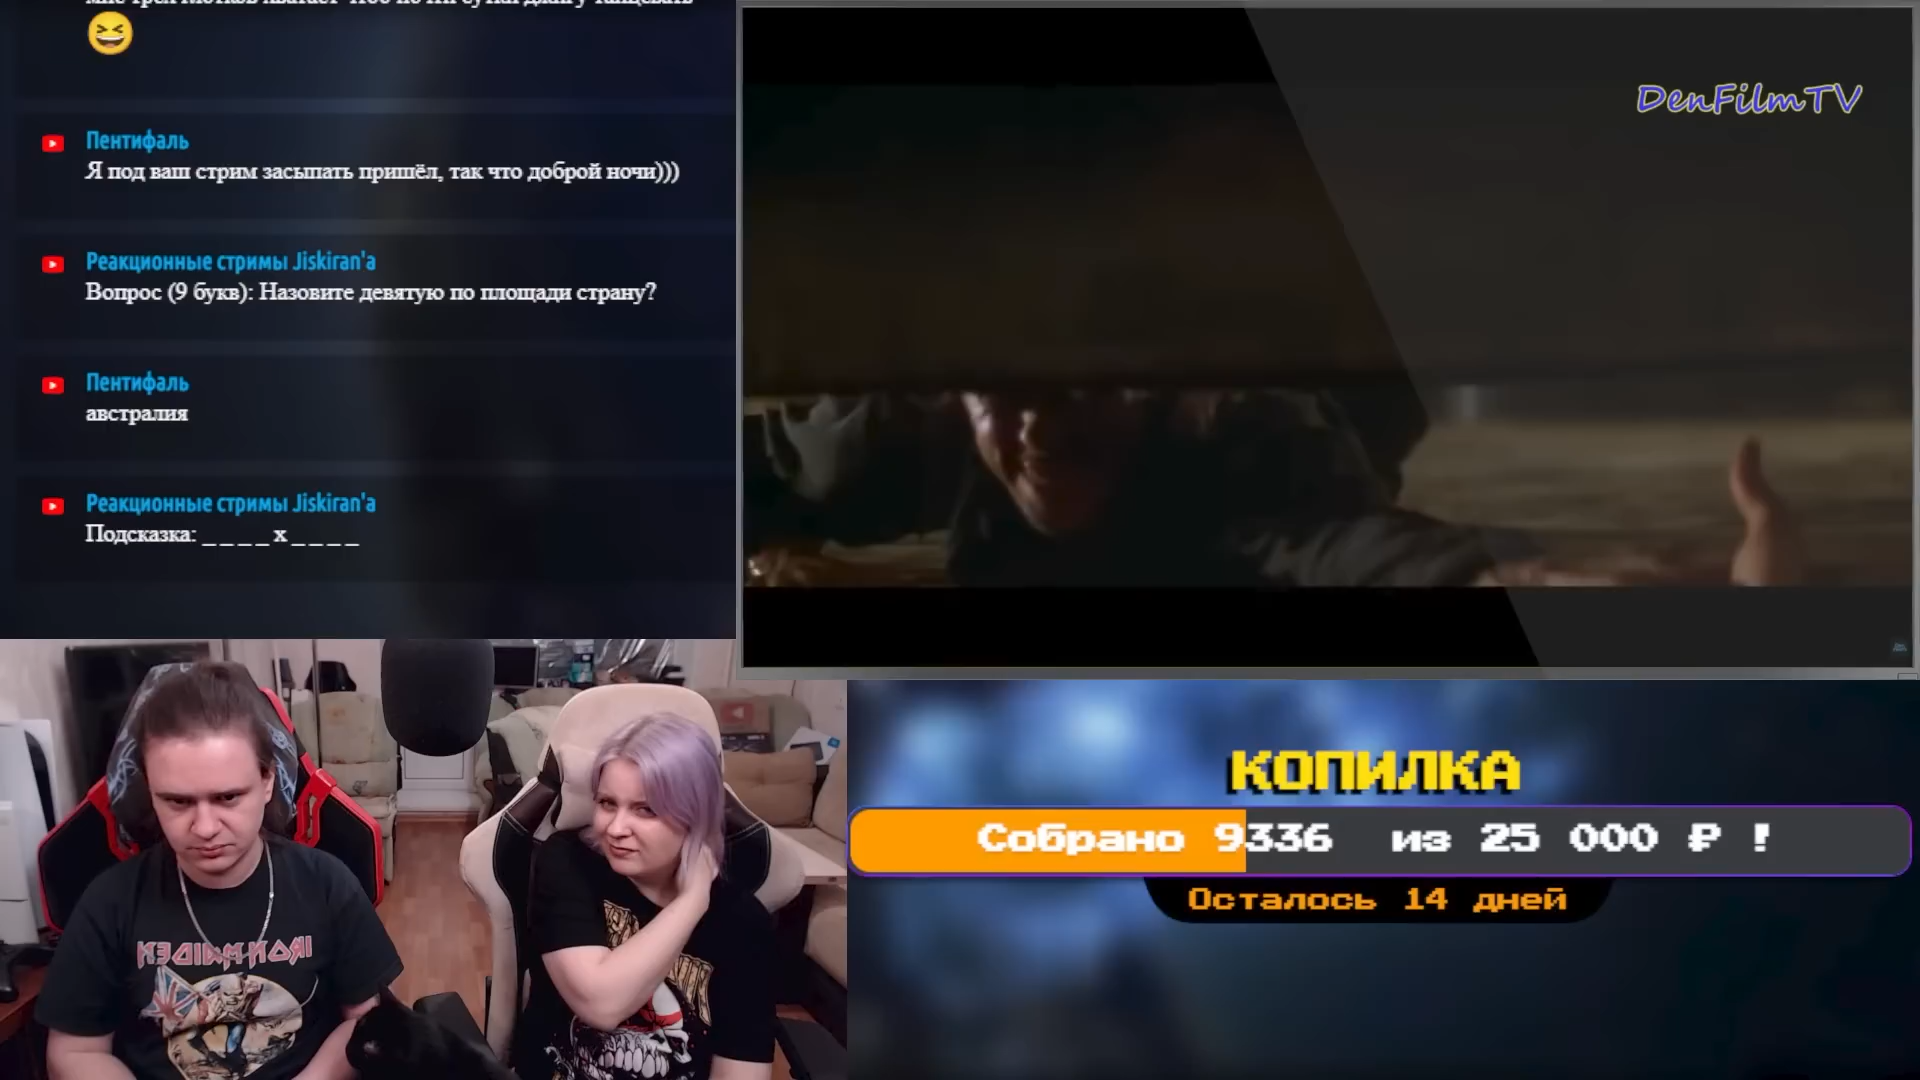 Пентифаль
Я под ваш стрим засыпать пришёл, так что доброй ночи)))
Реакционные стримы Jiskiran'a
Вопрос (9 букв): Назовите девятую по площади страну?
Пентифаль
австралия
Реакционные стримы Jiskiran'a
Подсказка: _ _ _ _ х _ _ _ _
DenFilmTV
КОПИЛКА
Собрано 9336 из 25 000 ₽ !
Осталось 14 дней